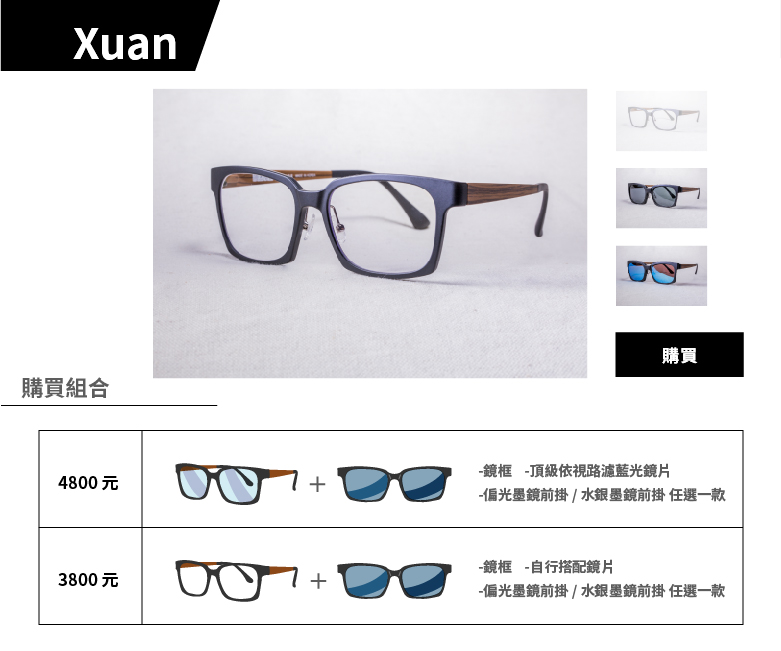 Xuan
購買
購買組合
4800 元
-鏡框 -頂級依視路濾藍光鏡片
-偏光墨鏡前掛 / 水銀墨鏡前掛 任選一款
3800 元
-鏡框 -自行搭配鏡片
-偏光墨鏡前掛 / 水銀墨鏡前掛 任選一款